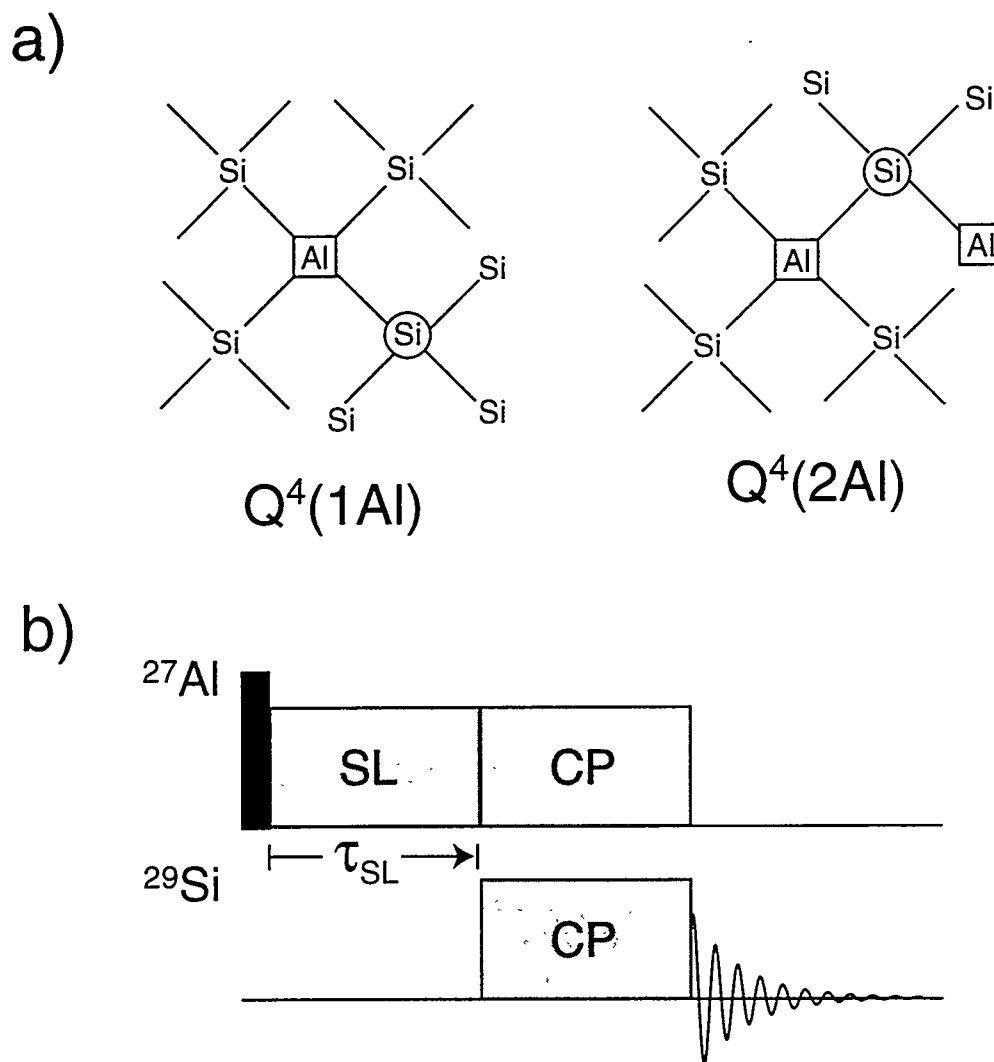 a)
Si Si
Si Si Si Si
Al Si Al Al
Si Si Si Si
Si Si
Q⁴(1Al) Q⁴(2Al)
b)
²⁷Al
SL CP
τSL
²⁹Si
CP